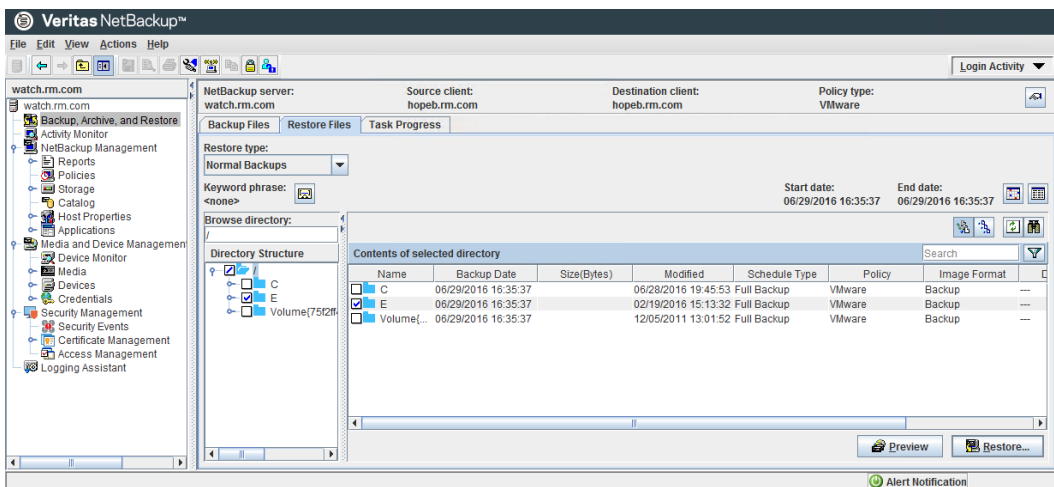 Veritas NetBackup™
File Edit View Actions Help
Login Activity
watch.rm.com
watch.rm.com
Backup, Archive, and Restore
Activity Monitor
NetBackup Management
Reports
Policies
Storage
Catalog
Host Properties
Applications
Media and Device Managemen
Device Monitor
Media
Devices
Credentials
Security Management
Security Events
Certificate Management
Access Management
Logging Assistant
NetBackup server: Source client: Destination client: Policy type:
watch.rm.com hopeb.rm.com hopeb.rm.com VMware
Backup Files Restore Files Task Progress
Restore type:
Normal Backups
Keyword phrase: Start date: End date:
<none> 06/29/2016 16:35:37 06/29/2016 16:35:37
Browse directory:
/
Search
Directory Structure
/
C
E
Volume{75f2ff-
Contents of selected directory
Name Backup Date Size(Bytes) Modified Schedule Type Policy Image Format D
C 06/29/2016 16:35:37 06/28/2016 19:45:53 Full Backup VMware Backup ---
E 06/29/2016 16:35:37 02/19/2016 15:13:32 Full Backup VMware Backup ---
Volume{... 06/29/2016 16:35:37 12/05/2011 13:01:52 Full Backup VMware Backup ---
Preview Restore...
Alert Notification